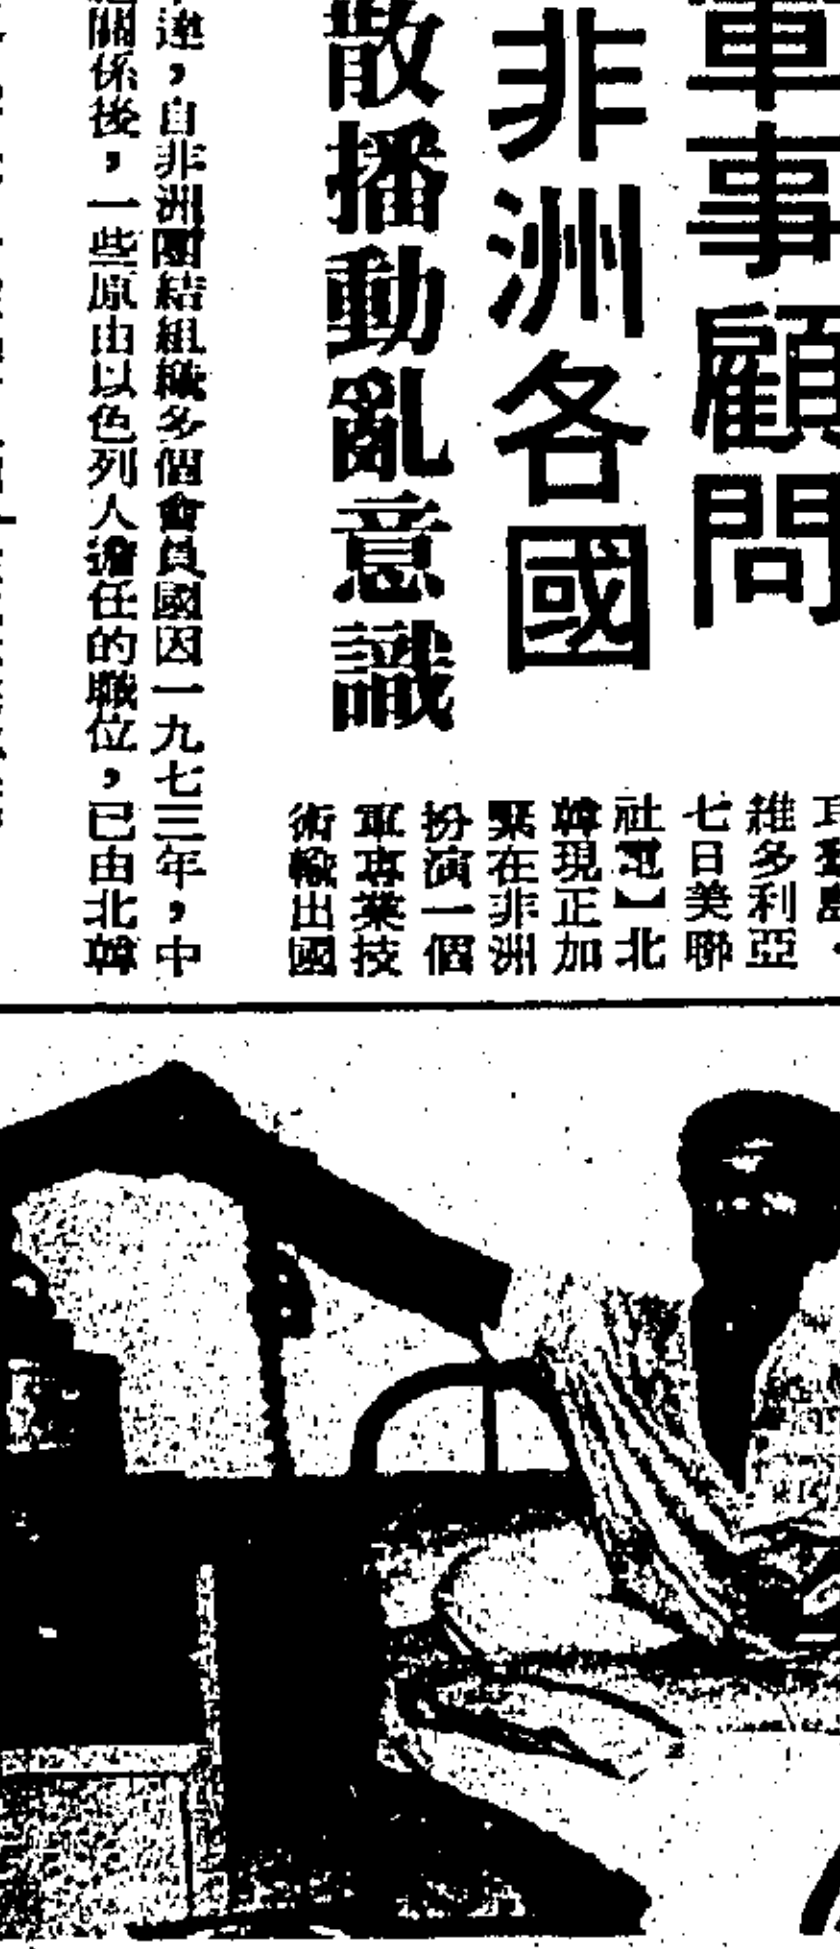 軍事顧問
非洲各國
散播動亂意識
維多利亞
七日美聯
社電】北
韓現正加
緊在非洲
扮演一個
軍事業技
術輸出國
達，自非洲團結組織多個會員國因一九七三年，中
關係後，一些原由以色列人擔任的職位，已由北韓